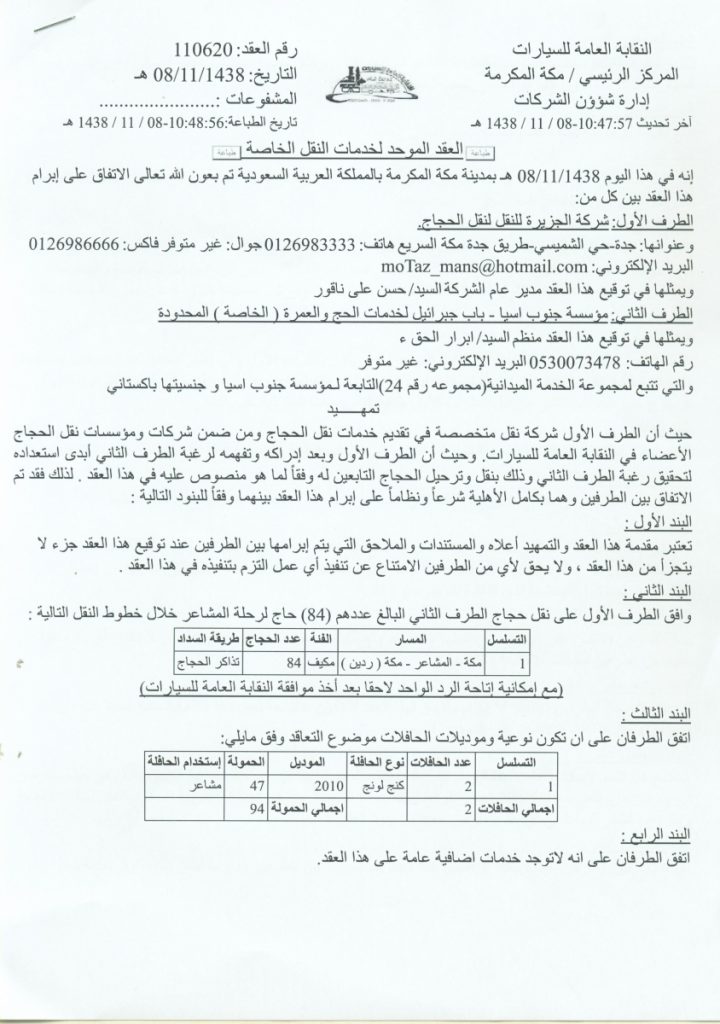 النقابة العامة للسيارات
المركز الرئيسي / مكة المكرمة
إدارة شؤؤن الشركات
آخر تحديث 10:47:57-08 / 11 / 1438 هـ
رقم العقد: 110620
التاريخ: 08/11/1438 هـ
المشفوعات :.......................
تاريخ الطباعة:10:48:56-08 / 11 / 1438 هـ
طباعة العقد الموحد لخدمات النقل الخاصة طباعة
إنه في هذا اليوم 08/11/1438 هـ بمدينة مكة المكرمة بالمملكة العربية السعودية تم بعون الله تعالى الاتفاق على إبرام
هذا العقد بين كل من:
الطرف الأول: شركة الجزيرة للنقل لنقل الحجاج.
وعنوانها: جدة-حي الشميسي-طريق جدة مكة السريع هاتف: 0126983333 جوال: غير متوفر فاكس: 0126986666
البريد الإلكتروني: moTaz_mans@hotmail.com
ويمثلها في توقيع هذا العقد مدير عام الشركة السيد/ حسن على ناقور
الطرف الثاني: مؤسسة جنوب اسيا - باب جبرائيل لخدمات الحج والعمرة ( الخاصة ) المحدودة
ويمثلها في توقيع هذا العقد منظم السيد/ ابرار الحق ء
رقم الهاتف: 0530073478 البريد الإلكتروني: غير متوفر
والتي تتبع لمجموعة الخدمة الميدانية(مجموعه رقم 24)التابعة لـمؤسسة جنوب اسيا و جنسيتها باكستاني
تمهـــــيد
حيث أن الطرف الأول شركة نقل متخصصة في تقديم خدمات نقل الحجاج ومن ضمن شركات ومؤسسات نقل الحجاج
الأعضاء في النقابة العامة للسيارات. وحيث أن الطرف الأول وبعد إدراكه وتفهمه لرغبة الطرف الثاني أبدى استعداده
لتحقيق رغبة الطرف الثاني وذلك بنقل وترحيل الحجاج التابعين له وفقاً لما هو منصوص عليه في هذا العقد . لذلك فقد تم
الاتفاق بين الطرفين وهما بكامل الأهلية شرعاً ونظاماً على إبرام هذا العقد بينهما وفقاً للبنود التالية :
البند الأول :
تعتبر مقدمة هذا العقد والتمهيد أعلاه والمستندات والملاحق التي يتم إبرامها بين الطرفين عند توقيع هذا العقد جزء لا
يتجزأ من هذا العقد ، ولا يحق لأي من الطرفين الامتناع عن تنفيذ أي عمل التزم بتنفيذه في هذا العقد .
البند الثاني :
وافق الطرف الأول على نقل حجاج الطرف الثاني البالغ عددهم (84) حاج لرحلة المشاعر خلال خطوط النقل التالية :
التسلسل المسار الفئة عدد الحجاج طريقة السداد
1 مكة - المشاعر - مكة ( ردين ) مكيف 84 تذاكر الحجاج
(مع إمكانية إتاحة الرد الواحد لاحقا بعد أخذ موافقة النقابة العامة للسيارات)
البند الثالث :
اتفق الطرفان على ان تكون نوعية وموديلات الحافلات موضوع التعاقد وفق مايلي:
التسلسل عدد الحافلات نوع الحافلة الموديل الحمولة إستخدام الحافلة
1 2 كنج لونج 2010 47 مشاعر
اجمالي الحافلات 2 اجمالي الحمولة 94
البند الرابع :
اتفق الطرفان على انه لاتوجد خدمات اضافية عامة على هذا العقد.